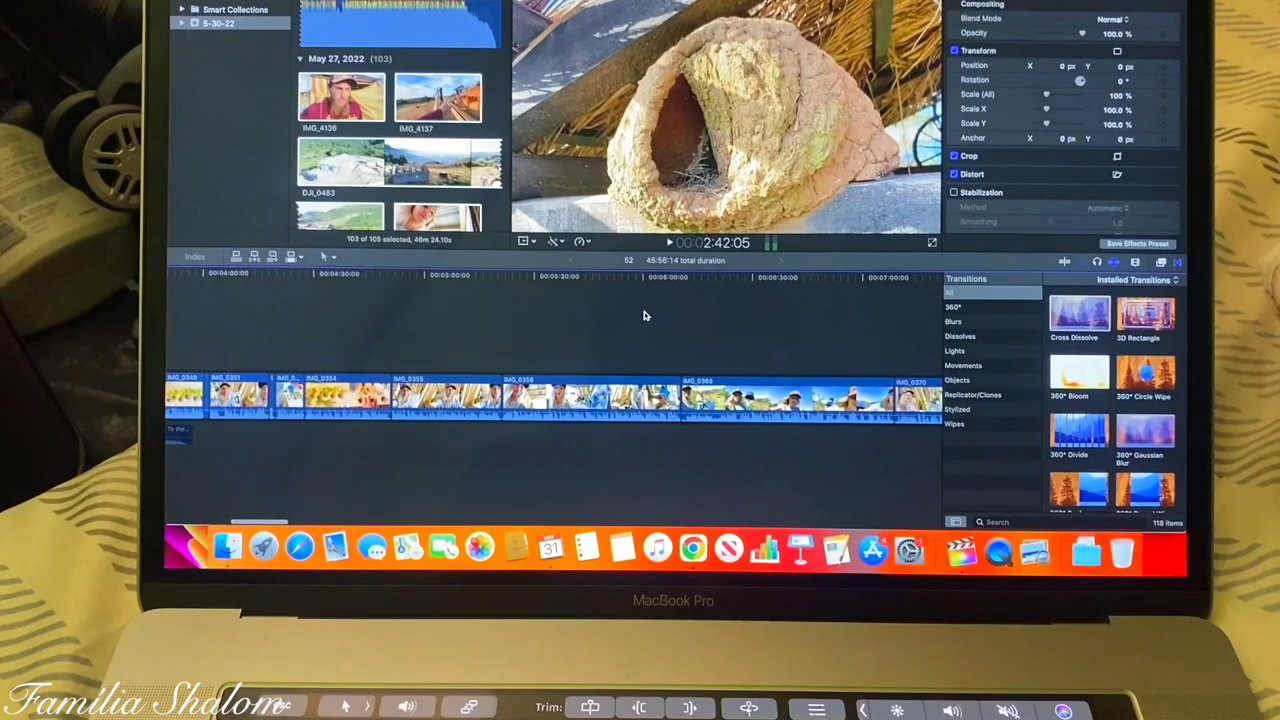 Smart Collections
5-30-22
May 27, 2022 (103)
IMG_4136
IMG_4137
DJI_0483
103 of 105 selected, 46m 24.10s
00:02:42:05
Compositing
Blend Mode Normal
Opacity 100.0 %
Transform
Position X 0 px Y 0 px
Rotation 0 °
Scale (All) 100 %
Scale X 100.0 %
Scale Y 100.0 %
Anchor X 0 px Y 0 px
Crop
Distort
Stabilization
Method Automatic
Smoothing 1.0
Save Effects Preset
Index
52 45:56:14 total duration
00:04:00:00 00:04:30:00 00:05:00:00 00:05:30:00 00:06:00:00 00:06:30:00 00:07:00:00
IMG_0349 IMG_0351 IMG_0... IMG_0354 IMG_0355 IMG_0356 IMG_0369 IMG_0370
To the...
Transitions
Installed Transitions
All
360°
Blurs
Dissolves
Lights
Movements
Objects
Replicator/Clones
Stylized
Wipes
Cross Dissolve
3D Rectangle
360° Bloom
360° Circle Wipe
360° Divide
360° Gaussian
Blur
Search
118 items
MAY
31
MacBook Pro
Trim:
Família Shalom